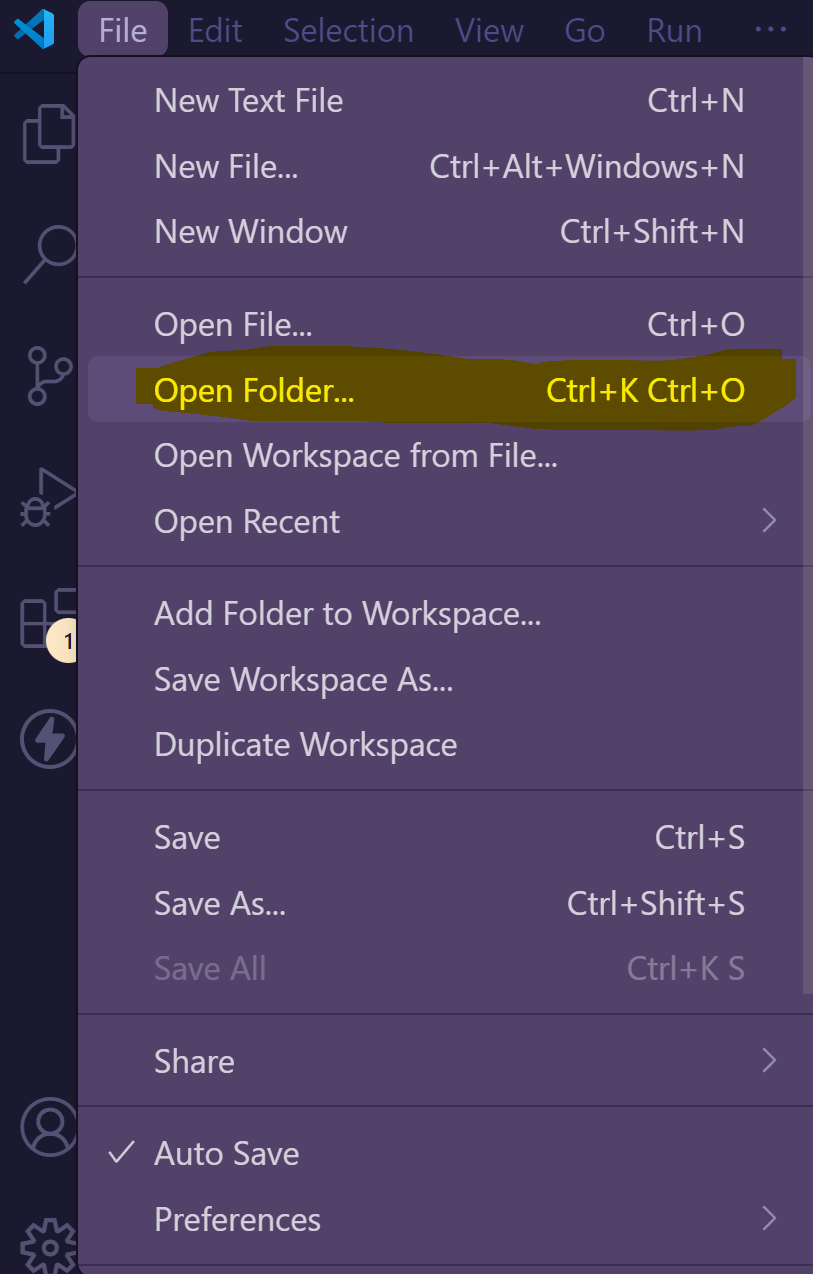 File Edit Selection View Go Run ...
New Text File Ctrl+N
New File... Ctrl+Alt+Windows+N
New Window Ctrl+Shift+N
Open File... Ctrl+O
Open Folder... Ctrl+K Ctrl+O
Open Workspace from File...
Open Recent
Add Folder to Workspace...
1
Save Workspace As...
Duplicate Workspace
Save Ctrl+S
Save As... Ctrl+Shift+S
Save All Ctrl+K S
Share
Auto Save
Preferences